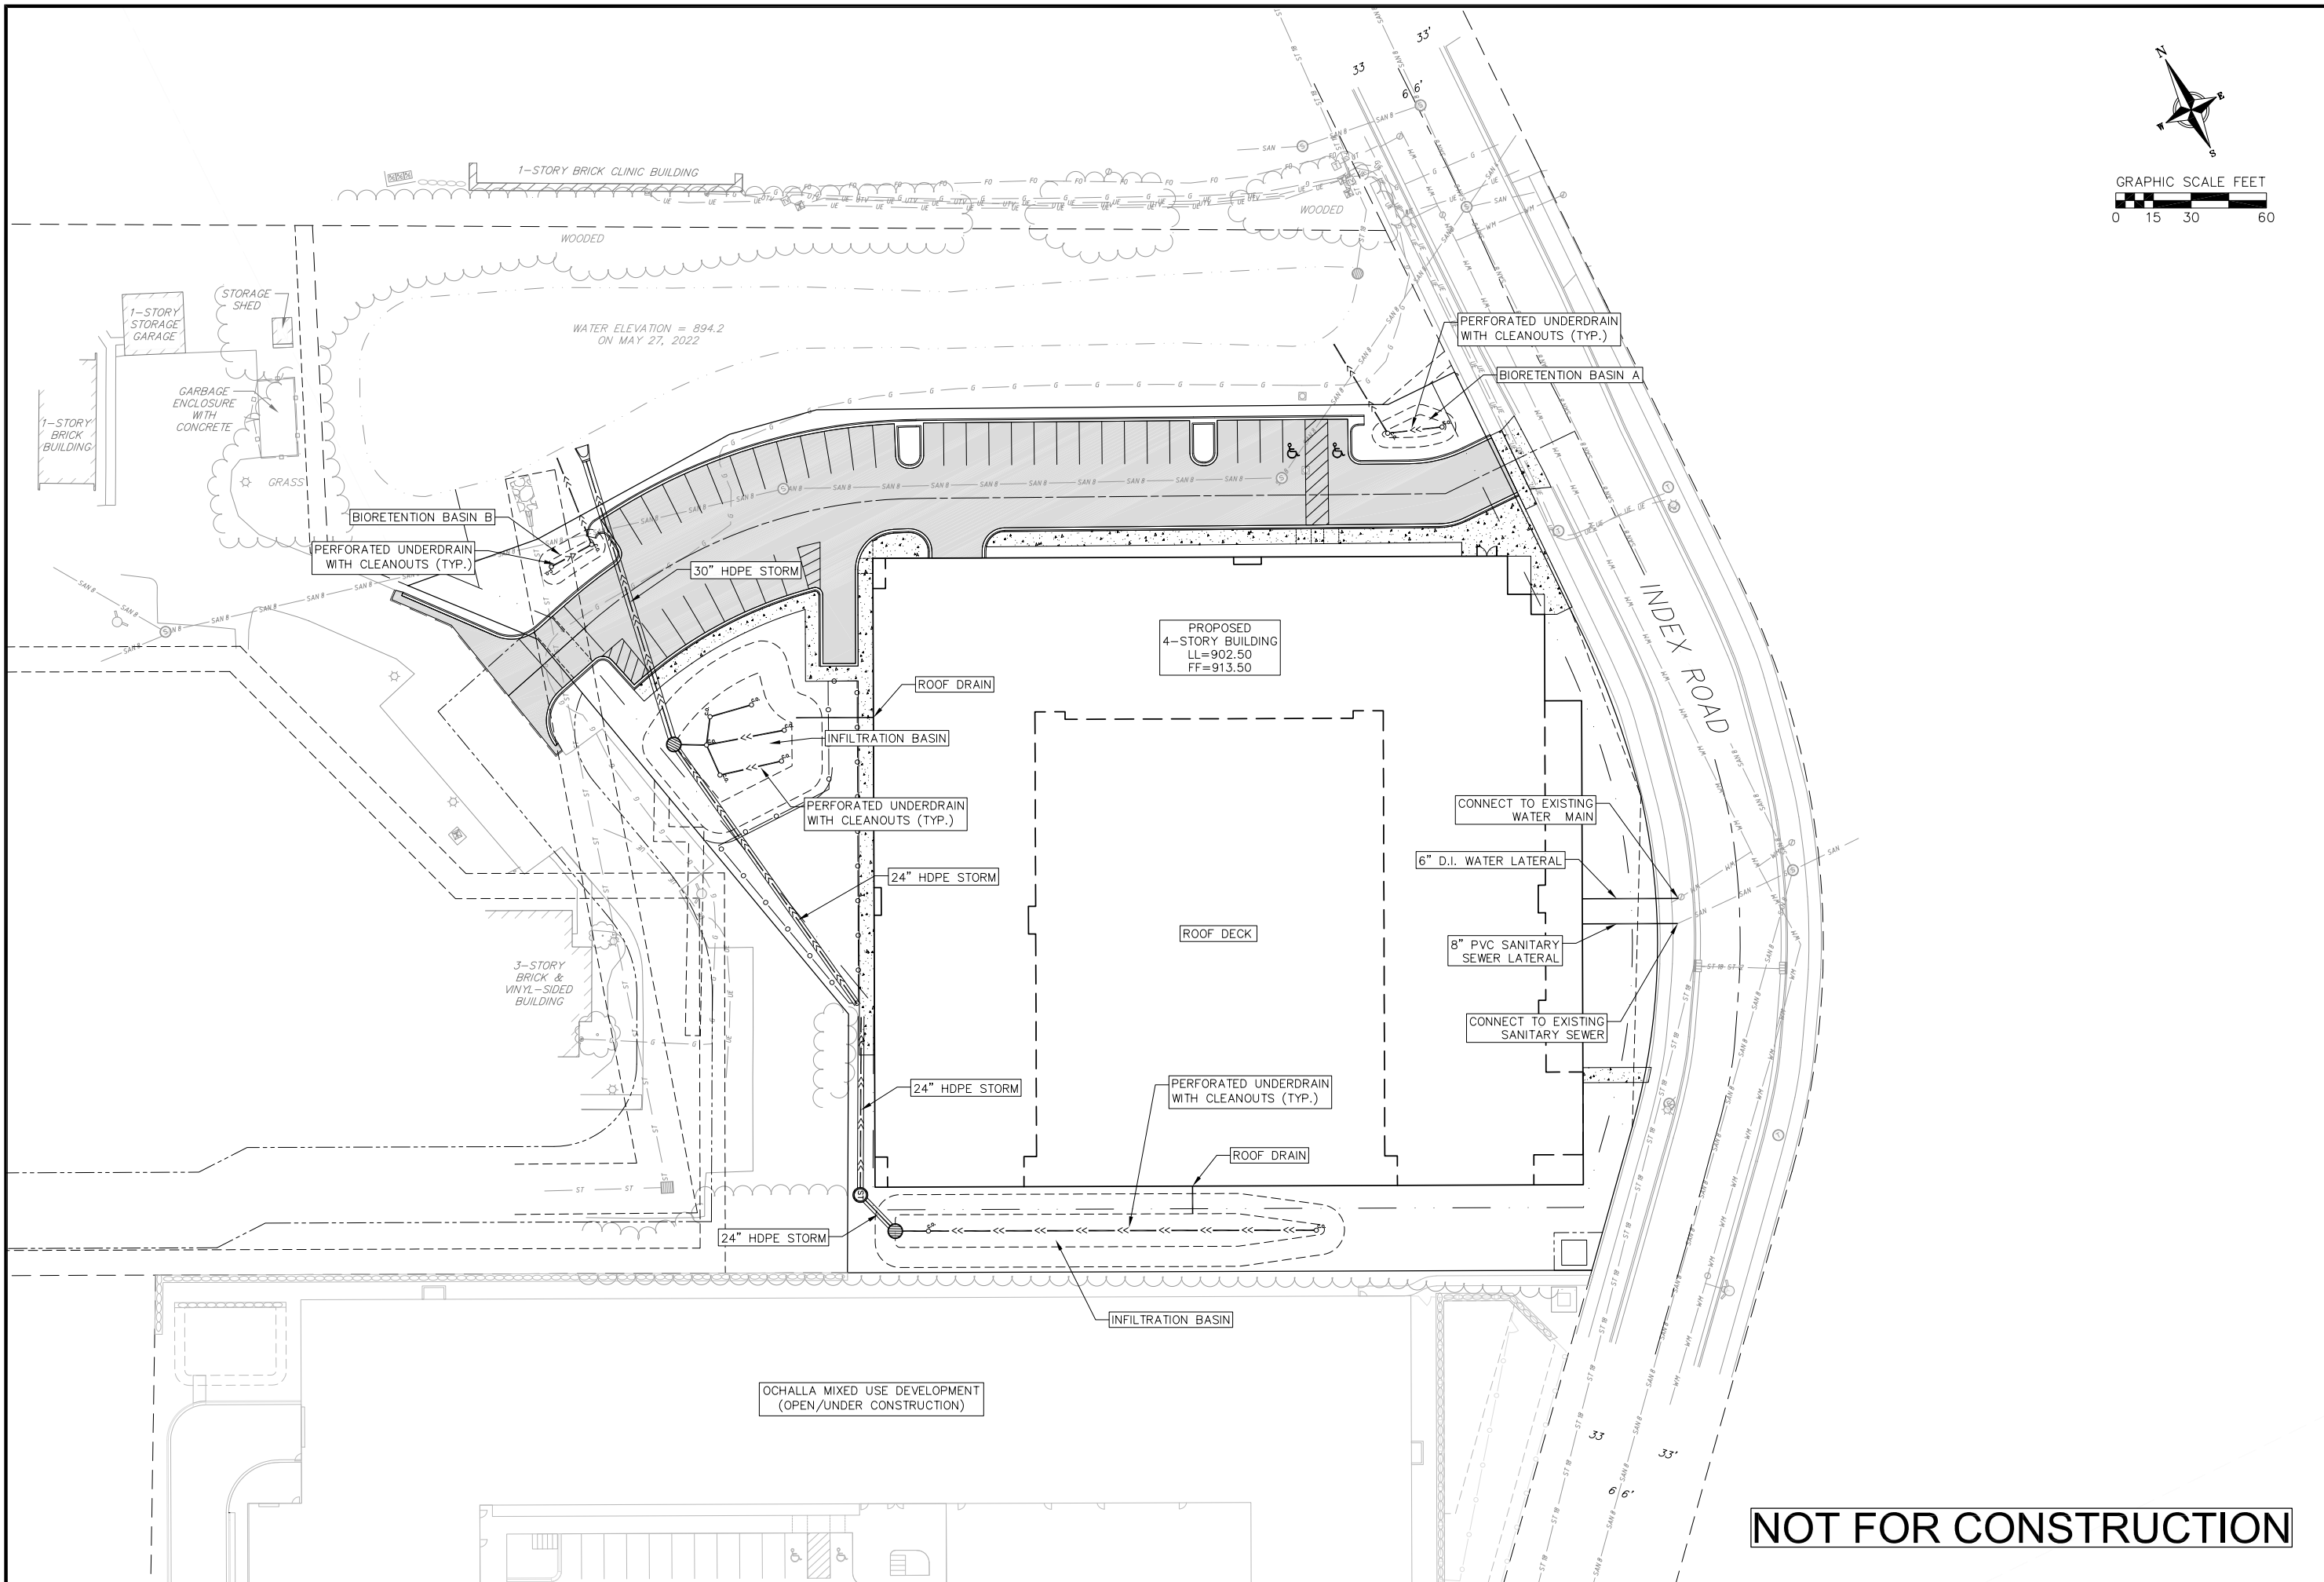 33'
33
6 6'
N
E
W
S
GRAPHIC SCALE FEET
0 15 30 60
1-STORY BRICK CLINIC BUILDING
WOODED
WOODED
STORAGE
SHED
1-STORY
STORAGE
GARAGE
WATER ELEVATION = 894.2
ON MAY 27, 2022
PERFORATED UNDERDRAIN
WITH CLEANOUTS (TYP.)
BIORETENTION BASIN A
GARBAGE
ENCLOSURE
WITH
CONCRETE
1-STORY
BRICK
BUILDING
GRASS
BIORETENTION BASIN B
PERFORATED UNDERDRAIN
WITH CLEANOUTS (TYP.)
30" HDPE STORM
INDEX ROAD
PROPOSED
4-STORY BUILDING
LL=902.50
FF=913.50
ROOF DRAIN
INFILTRATION BASIN
PERFORATED UNDERDRAIN
WITH CLEANOUTS (TYP.)
CONNECT TO EXISTING
WATER MAIN
6" D.I. WATER LATERAL
24" HDPE STORM
ROOF DECK
8" PVC SANITARY
SEWER LATERAL
3-STORY
BRICK &
VINYL-SIDED
BUILDING
CONNECT TO EXISTING
SANITARY SEWER
24" HDPE STORM
PERFORATED UNDERDRAIN
WITH CLEANOUTS (TYP.)
ROOF DRAIN
24" HDPE STORM
INFILTRATION BASIN
OCHALLA MIXED USE DEVELOPMENT
(OPEN/UNDER CONSTRUCTION)
33
33'
6 6'
NOT FOR CONSTRUCTION